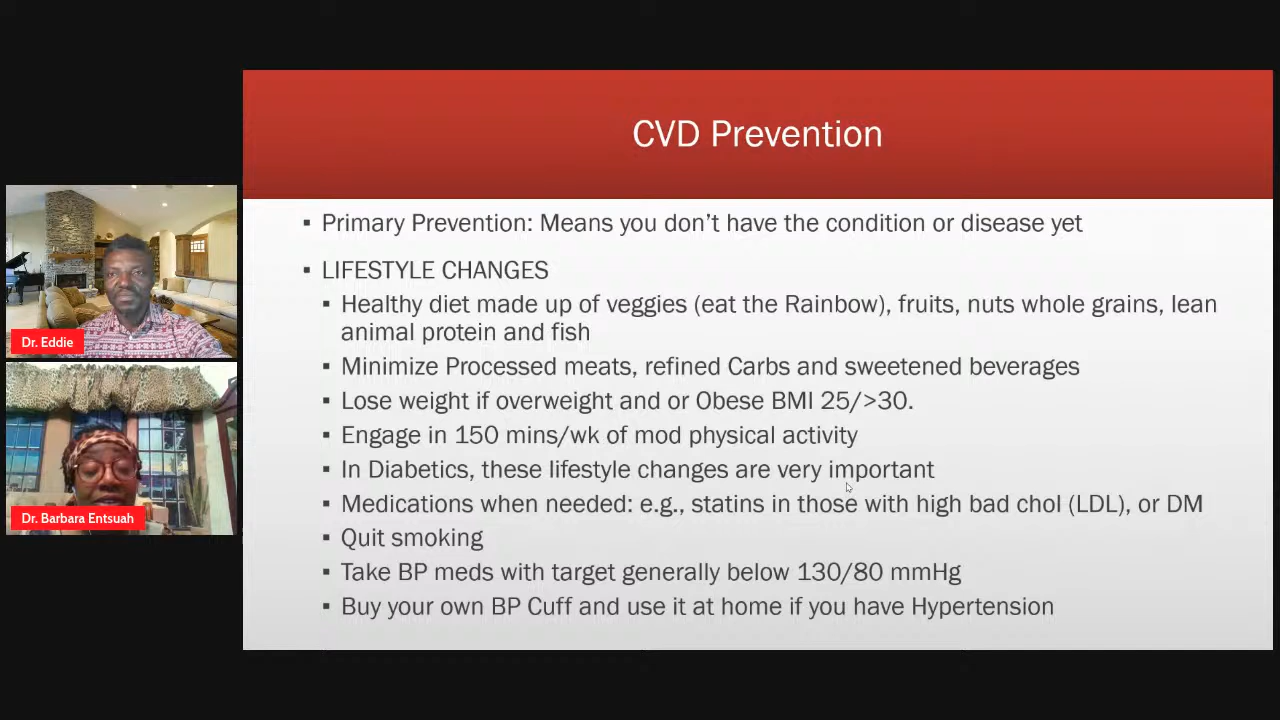 CVD Prevention
▪ Primary Prevention: Means you don't have the condition or disease yet
▪ LIFESTYLE CHANGES
▪ Healthy diet made up of veggies (eat the Rainbow), fruits, nuts whole grains, lean
animal protein and fish
▪ Minimize Processed meats, refined Carbs and sweetened beverages
▪ Lose weight if overweight and or Obese BMI 25/>30.
▪ Engage in 150 mins/wk of mod physical activity
▪ In Diabetics, these lifestyle changes are very important
▪ Medications when needed: e.g., statins in those with high bad chol (LDL), or DM
▪ Quit smoking
▪ Take BP meds with target generally below 130/80 mmHg
▪ Buy your own BP Cuff and use it at home if you have Hypertension
Dr. Eddie
Dr. Barbara Entsuah